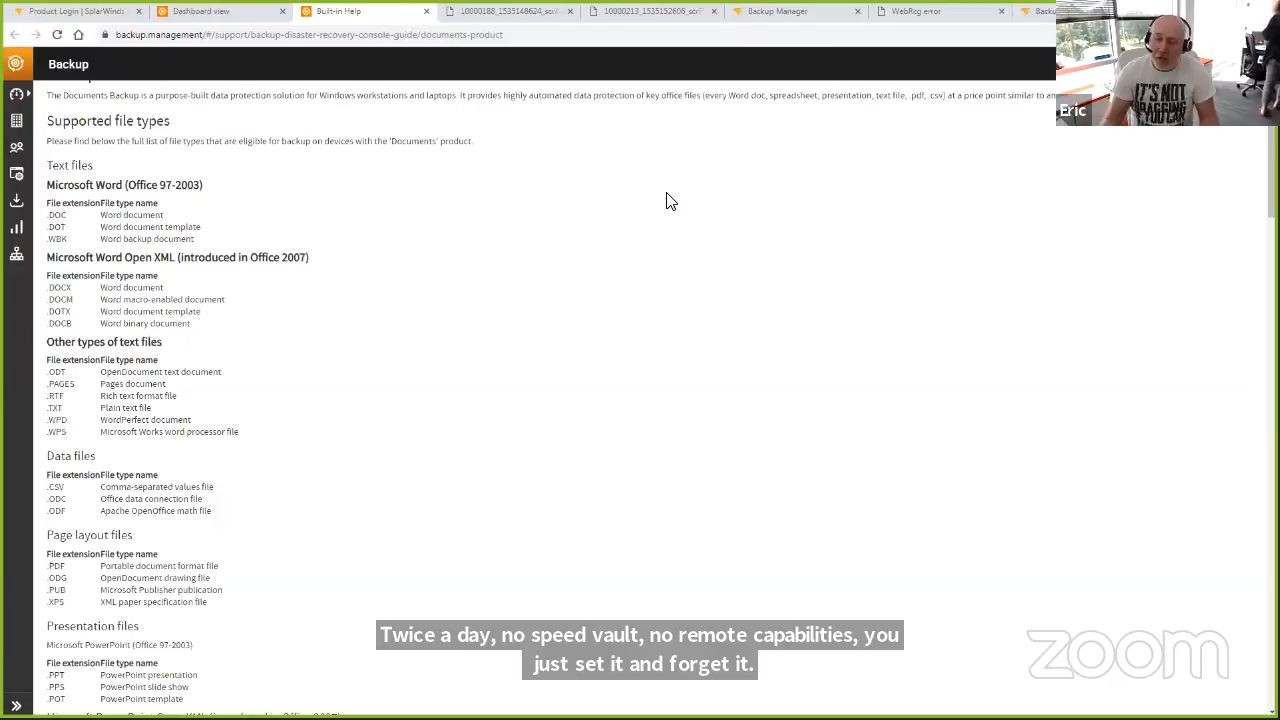 Product Login | SolarWind
Dashboard view
Built-in Help
10000188_1535148624_scr
10000213_1535152606_scr
Backup Manager
WebRcg error
Backu
backup.management/#/support/backup-disaster-recovery-console-guide/documents-product
Backup
The Documents Backup is a purpose-built data protection solution for Windows workstations and laptops. It provides highly automated data protection of key office files (every Word doc, spreadsheet, presentation, text file, .pdf, .csv) at a price point similar to
Supported file types
Please find below the full list of file types that are eligible for backup on devices with the 'Documents' product.
Text files
Microsoft Word (Office 97-2003)
File extension File type name
.DOC Word document
.DOT Word document template
.WBK Word backup document
Microsoft Word Open XML (introduced in Office 2007)
File extension File type name
.DOCX Word document
.DOCM Word macro-enabled document
.DOTX Word document template
.DOCB Word binary document
Other types of text files
File extension File type name
.ODT OpenDocument text document
.PAGES Pages document
.RTF Rich text format file
.TXT Plain text file
.WPD WordPerfect document
.WPS Microsoft Works word processor file
Data files
File extension File type name
.CSV Comma-separated values file
.ODC Office data connection file
.ODF Apache OpenOffice math file
Page layout files
File extension File type name
.PDF Portable document format file
.ODG OpenDocument drawing file
.PUB Microsoft Publisher publication
.XPS XML paper specification file
Presentation files
Microsoft PowerPoint (Office 97-2003)
File extension File type name
.PPT PowerPoint presentation
.PPS PowerPoint slide show
.POT PowerPoint template
IT'S NOT
Eric
Twice a day, no speed vault, no remote capabilities, you
just set it and forget it.
zoom